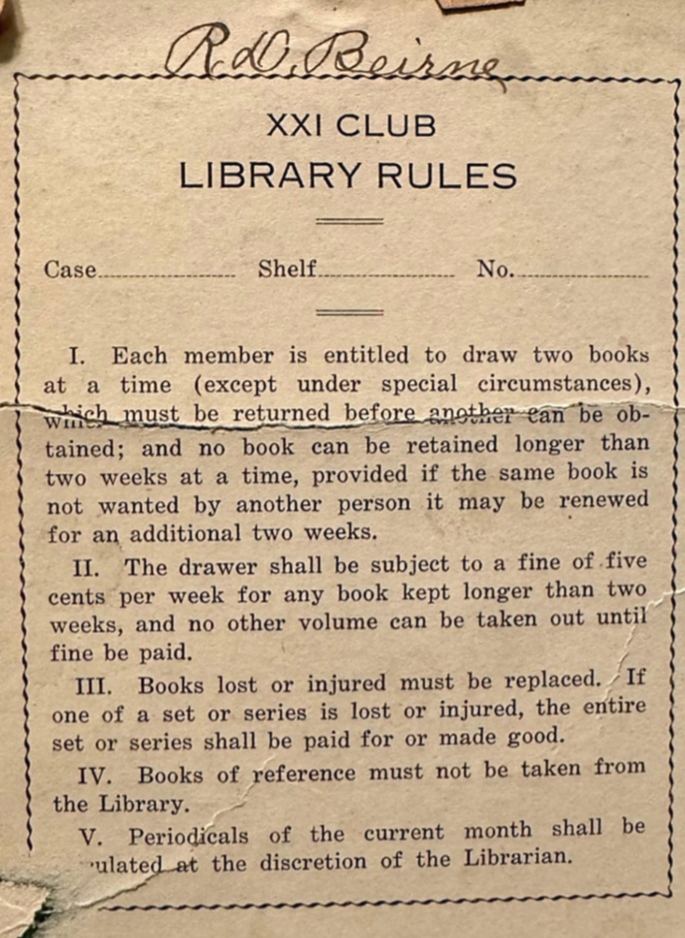 R. D. Beirne
XXI CLUB
LIBRARY RULES
Case............ Shelf............ No.............
I. Each member is entitled to draw two books
at a time (except under special circumstances),
which must be returned before another can be ob-
tained; and no book can be retained longer than
two weeks at a time, provided if the same book is
not wanted by another person it may be renewed
for an additional two weeks.
II. The drawer shall be subject to a fine of five
cents per week for any book kept longer than two
weeks, and no other volume can be taken out until
fine be paid.
III. Books lost or injured must be replaced. If
one of a set or series is lost or injured, the entire
set or series shall be paid for or made good.
IV. Books of reference must not be taken from
the Library.
V. Periodicals of the current month shall be
ulated at the discretion of the Librarian.